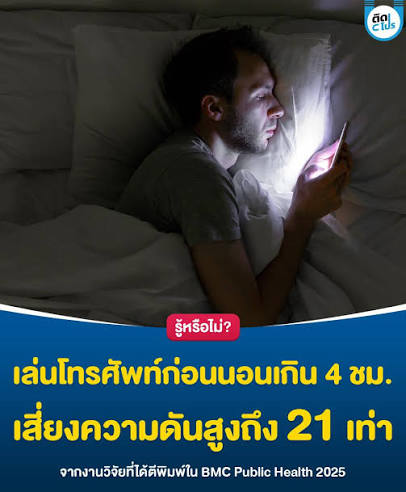 ติด
C โปร
รู้หรือไม่?
เล่นโทรศัพท์ก่อนนอนเกิน 4 ชม.
เสี่ยงความดันสูงถึง 21 เท่า
จากงานวิจัยที่ได้ตีพิมพ์ใน BMC Public Health 2025